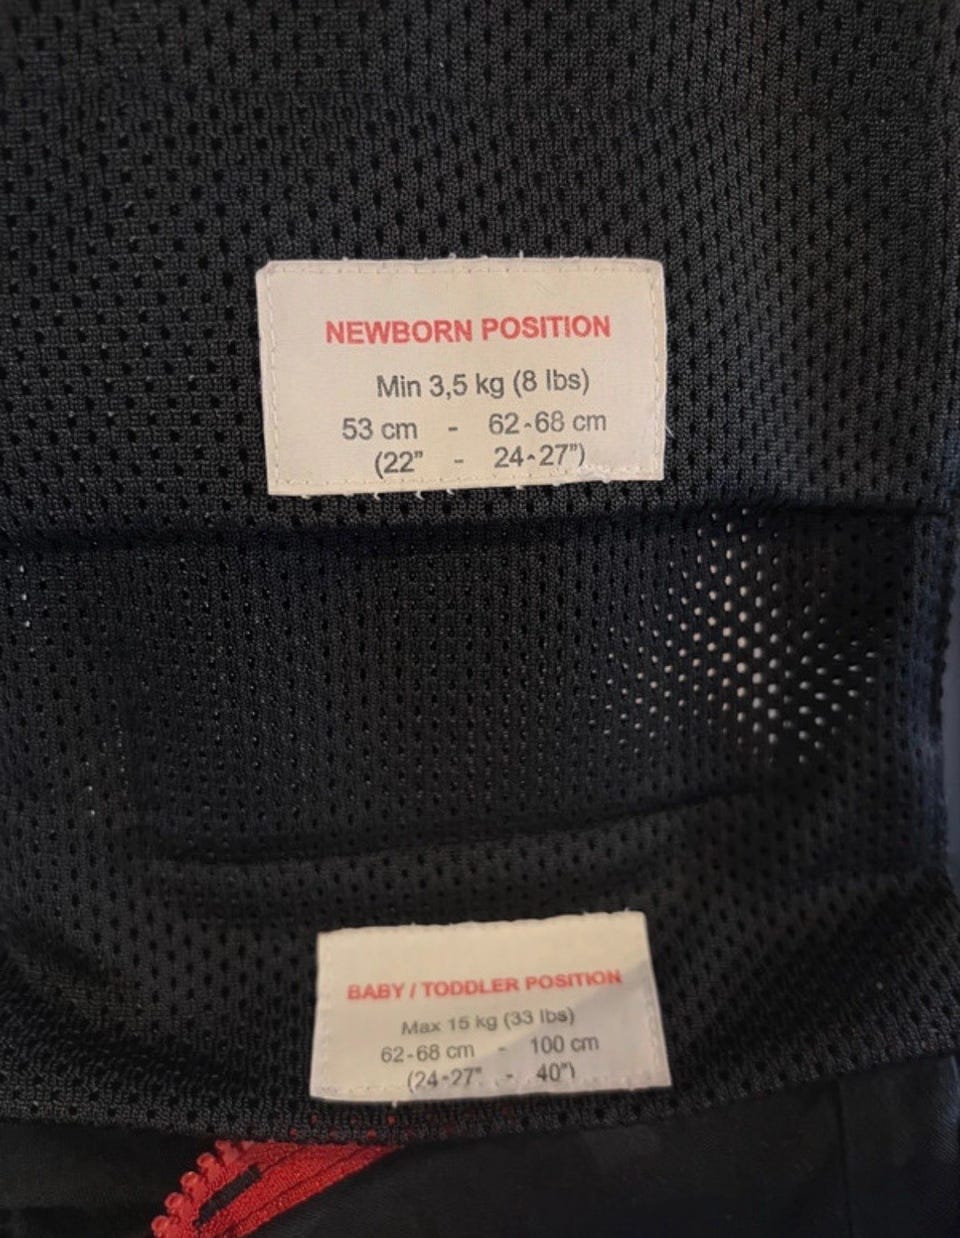 NEWBORN POSITION
Min 3,5 kg (8 lbs)
53 cm - 62-68 cm
(22" - 24-27")
BABY / TODDLER POSITION
Max 15 kg (33 lbs)
62-68 cm - 100 cm
(24-27" - 40")